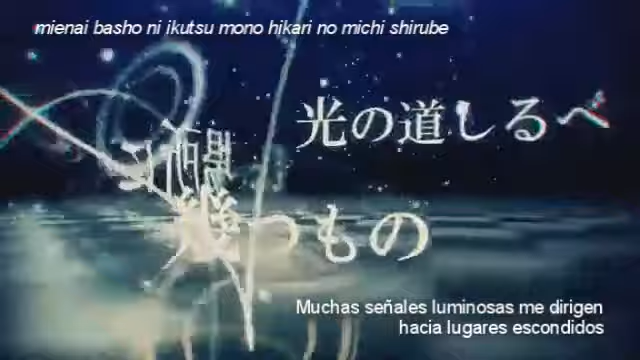 mienai basho ni ikutsu mono hikari no michi shirube
光の道しるべ
幾つもの
Muchas señales luminosas me dirigen
hacia lugares escondidos